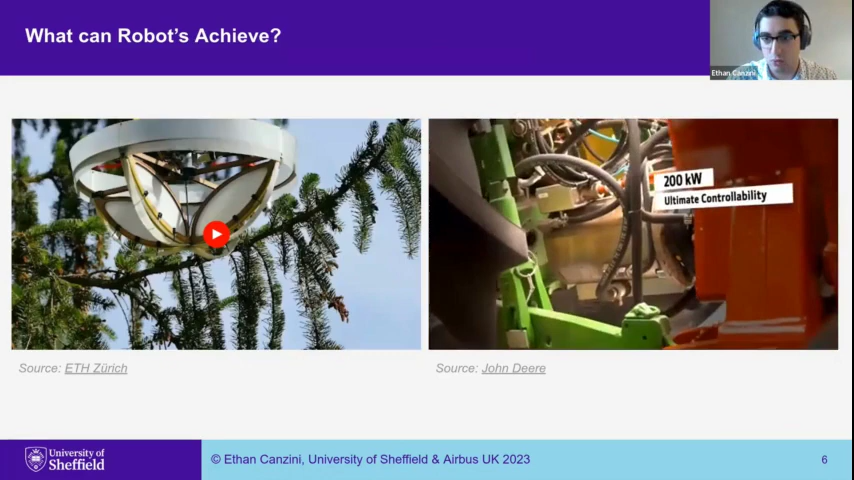 What can Robot's Achieve?
Ethan Canzini
200 kW
Ultimate Controllability
Source: ETH Zürich
Source: John Deere
University of
Sheffield
© Ethan Canzini, University of Sheffield & Airbus UK 2023
6